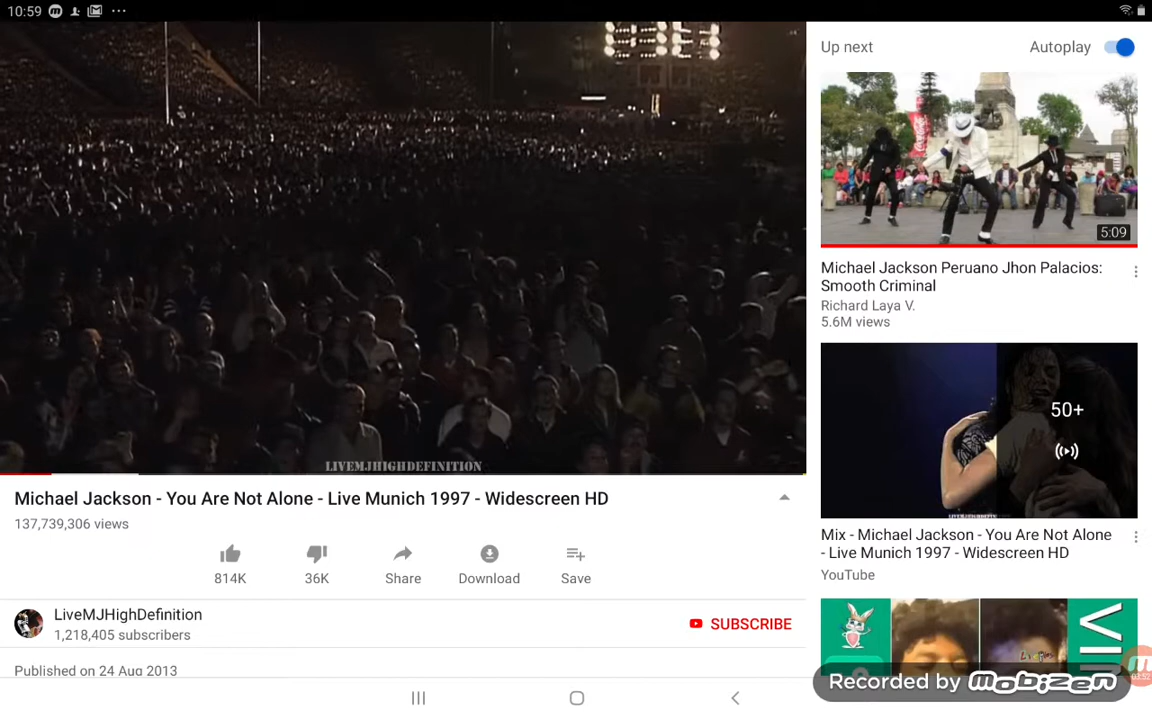 10:59
Up next
Autoplay
5:09
Michael Jackson Peruano Jhon Palacios:
Smooth Criminal
Richard Laya V.
5.6M views
50+
LIVEMJHIGHDEFINITION
Michael Jackson - You Are Not Alone - Live Munich 1997 - Widescreen HD
137,739,306 views
814K
36K
Share
Download
Save
Mix - Michael Jackson - You Are Not Alone
- Live Munich 1997 - Widescreen HD
YouTube
LiveMJHighDefinition
1,218,405 subscribers
SUBSCRIBE
Published on 24 Aug 2013
Recorded by mobizen
03:52